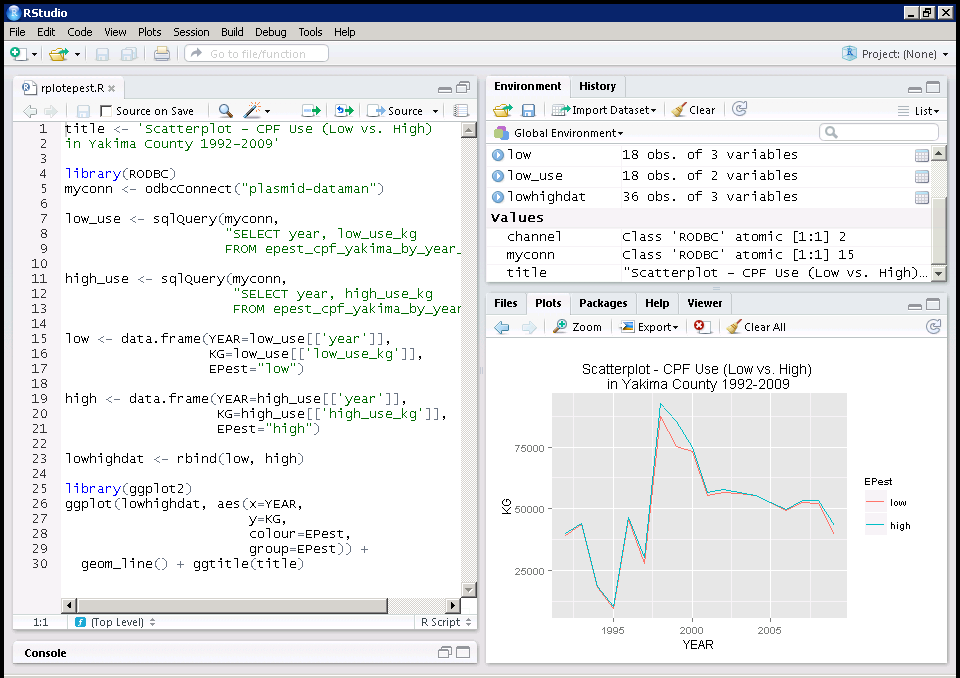 RStudio
File Edit Code View Plots Session Build Debug Tools Help
Go to file/function
Project: (None)
rplotepest.R
Source on Save
Source
1 title <- 'Scatterplot - CPF Use (Low vs. High)
2 in Yakima County 1992-2009'
3
4 library(RODBC)
5 myconn <- odbcConnect("plasmid-dataman")
6
7 low_use <- sqlQuery(myconn,
8 "SELECT year, low_use_kg
9 FROM epest_cpf_yakima_by_year_
10
11 high_use <- sqlQuery(myconn,
12 "SELECT year, high_use_kg
13 FROM epest_cpf_yakima_by_year
14
15 low <- data.frame(YEAR=low_use[['year']],
16 KG=low_use[['low_use_kg']],
17 EPest="low")
18
19 high <- data.frame(YEAR=high_use[['year']],
20 KG=high_use[['high_use_kg']],
21 EPest="high")
22
23 lowhighdat <- rbind(low, high)
24
25 library(ggplot2)
26 ggplot(lowhighdat, aes(x=YEAR,
27 y=KG,
28 colour=EPest,
29 group=EPest)) +
30 geom_line() + ggtitle(title)
1:1 (Top Level) R Script
Console
Environment History
Import Dataset Clear List
Global Environment
low 18 obs. of 3 variables
low_use 18 obs. of 2 variables
lowhighdat 36 obs. of 3 variables
values
channel Class 'RODBC' atomic [1:1] 2
myconn Class 'RODBC' atomic [1:1] 15
title "Scatterplot - CPF Use (Low vs. High)…
Files Plots Packages Help Viewer
Zoom Export Clear All
Scatterplot - CPF Use (Low vs. High)
in Yakima County 1992-2009
75000
50000
25000
KG
1995 2000 2005
YEAR
EPest
low
high